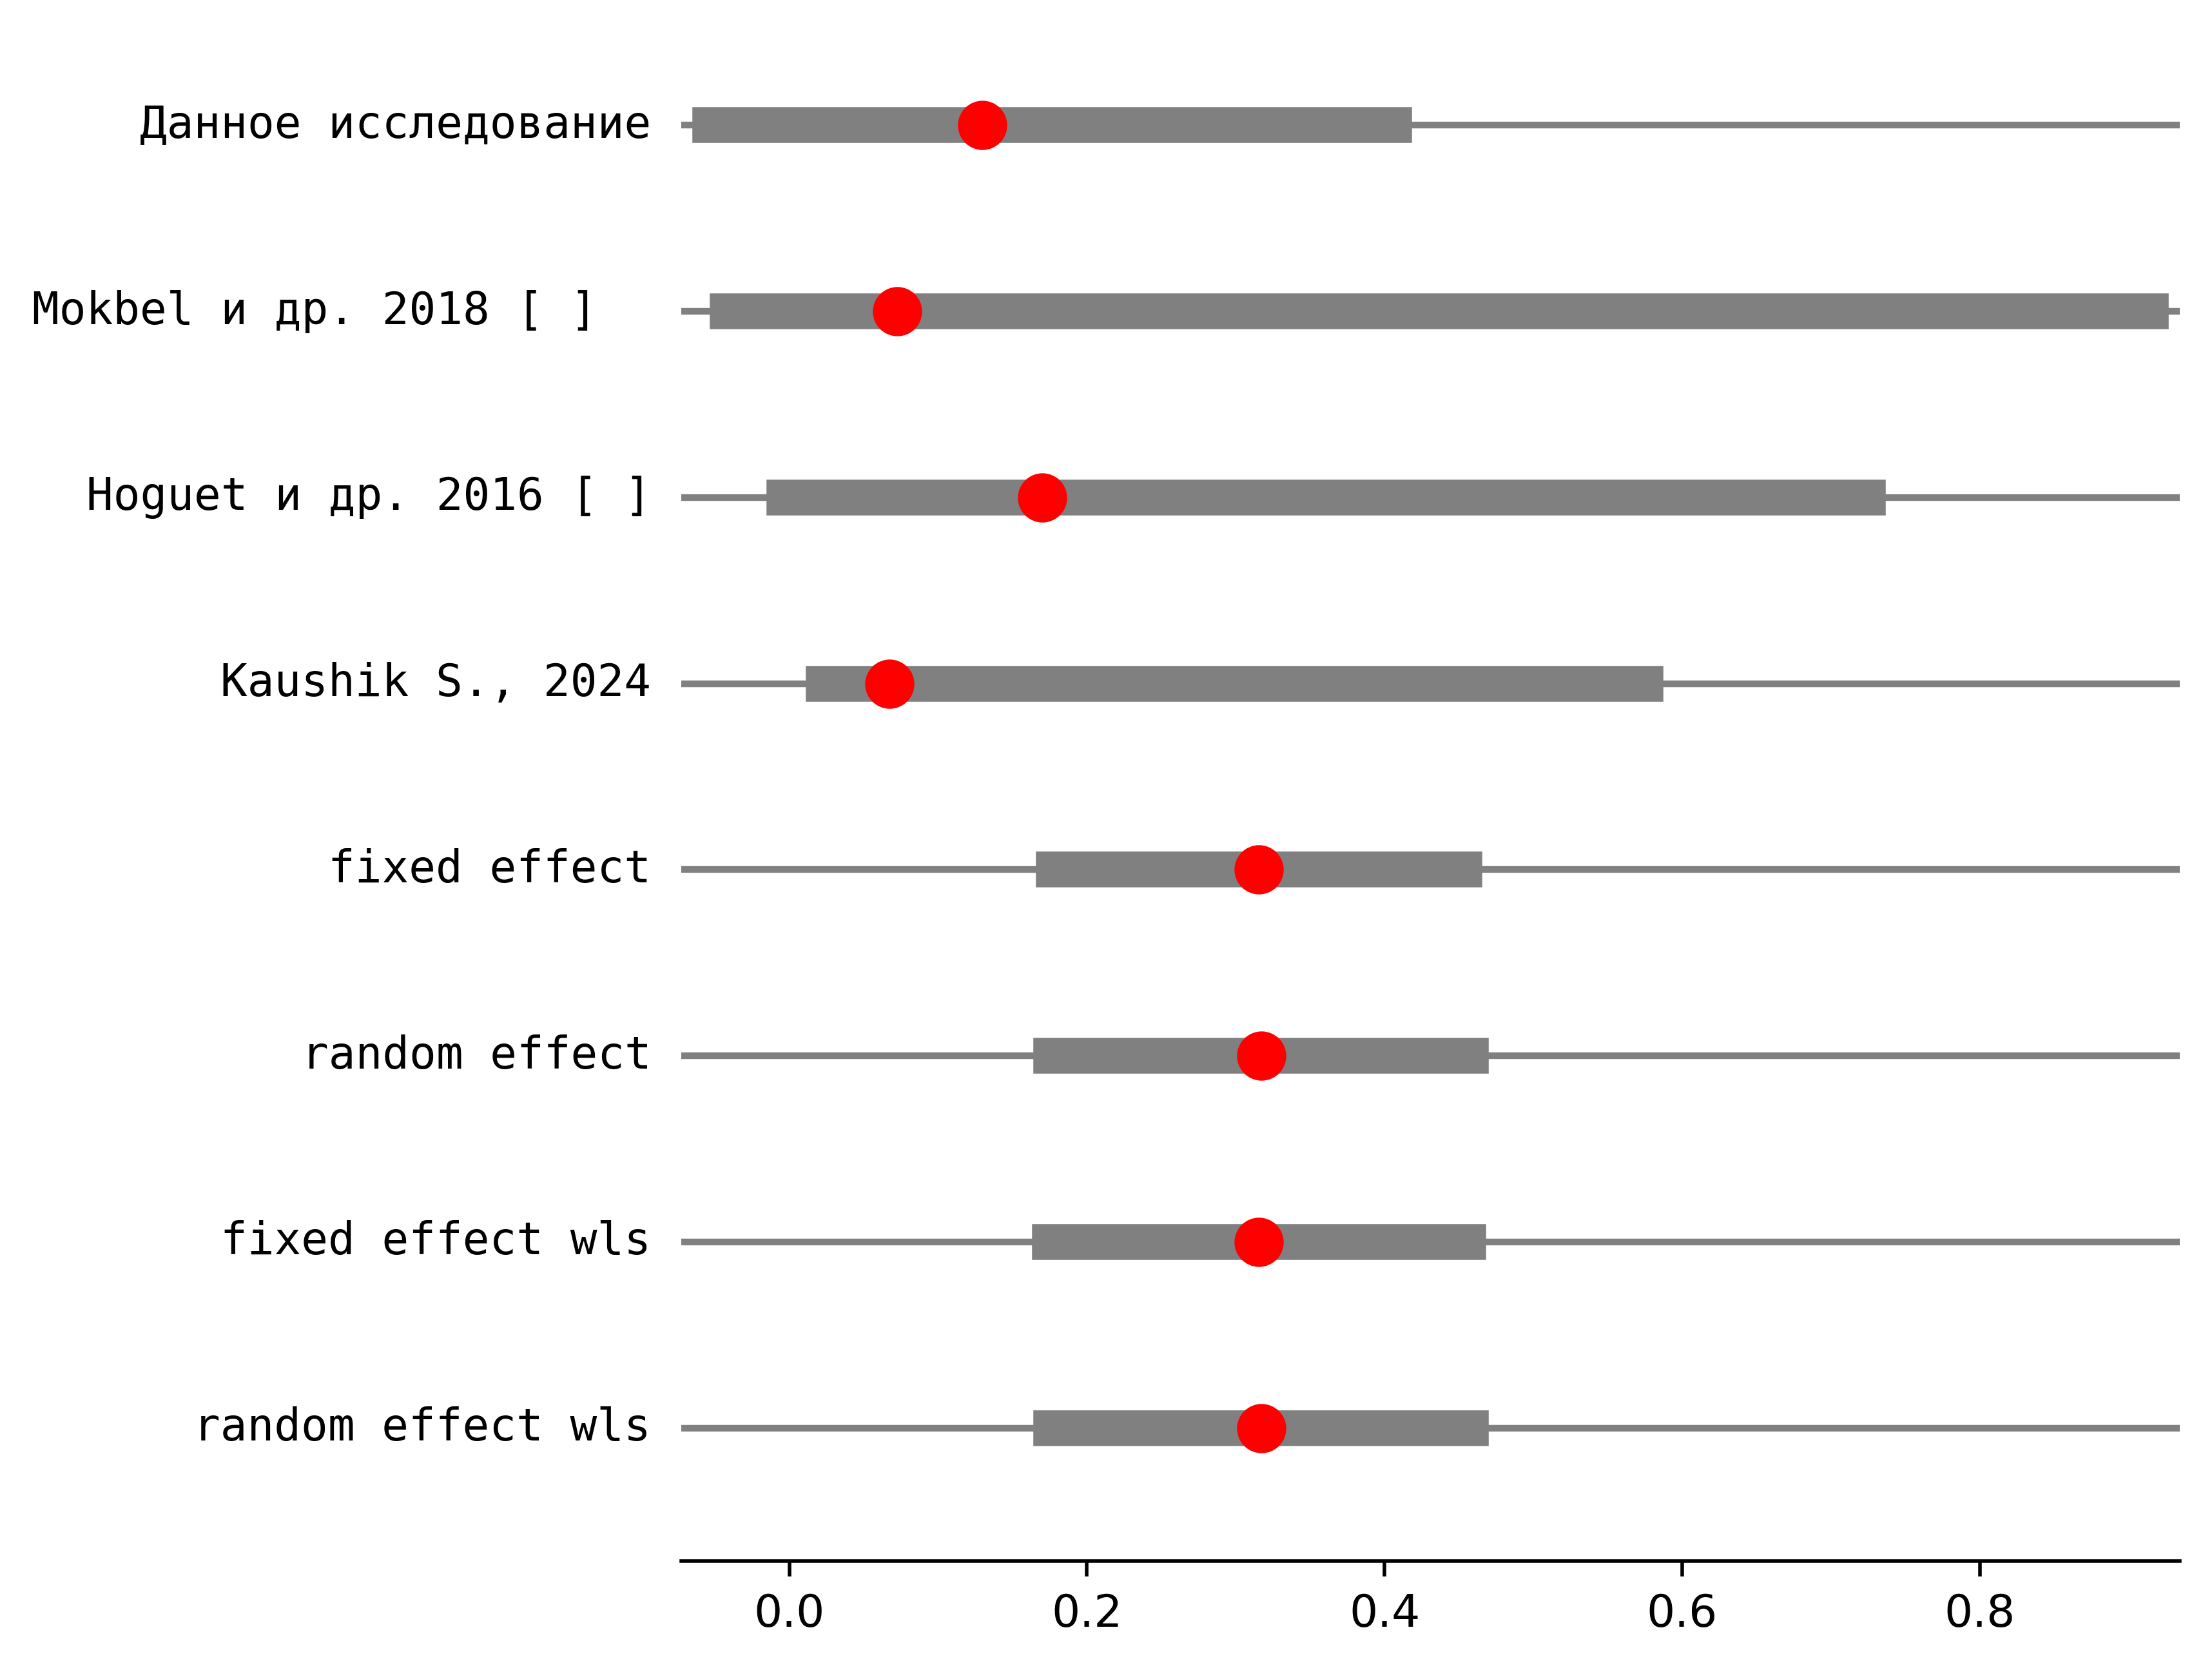 Данное исследование
Mokbel и др. 2018 [ ]
Hoguet и др. 2016 [ ]
Kaushik S., 2024
fixed effect
random effect
fixed effect wls
random effect wls
0.0 0.2 0.4 0.6 0.8